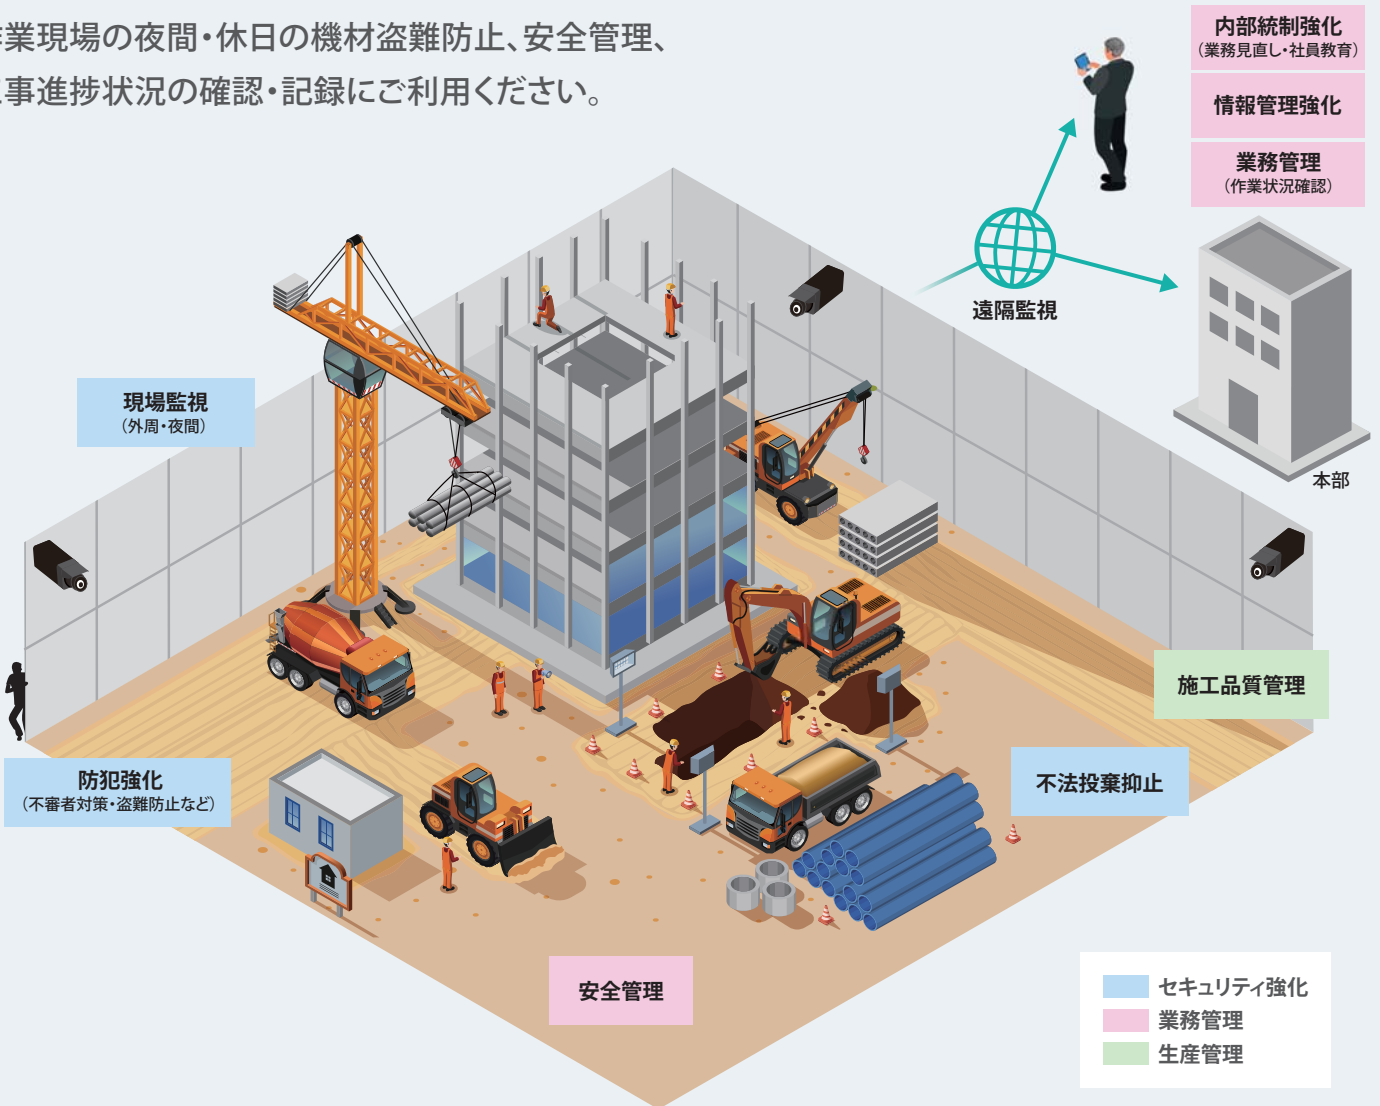 業現場の夜間・休日の機材盗難防止、安全管理、
事進捗状況の確認・記録にご利用ください。
内部統制強化
（業務見直し・社員教育）
情報管理強化
業務管理
（作業状況確認）
遠隔監視
本部
現場監視
（外周・夜間）
施工品質管理
防犯強化
（不審者対策・盗難防止など）
不法投棄抑止
安全管理
セキュリティ強化
業務管理
生産管理